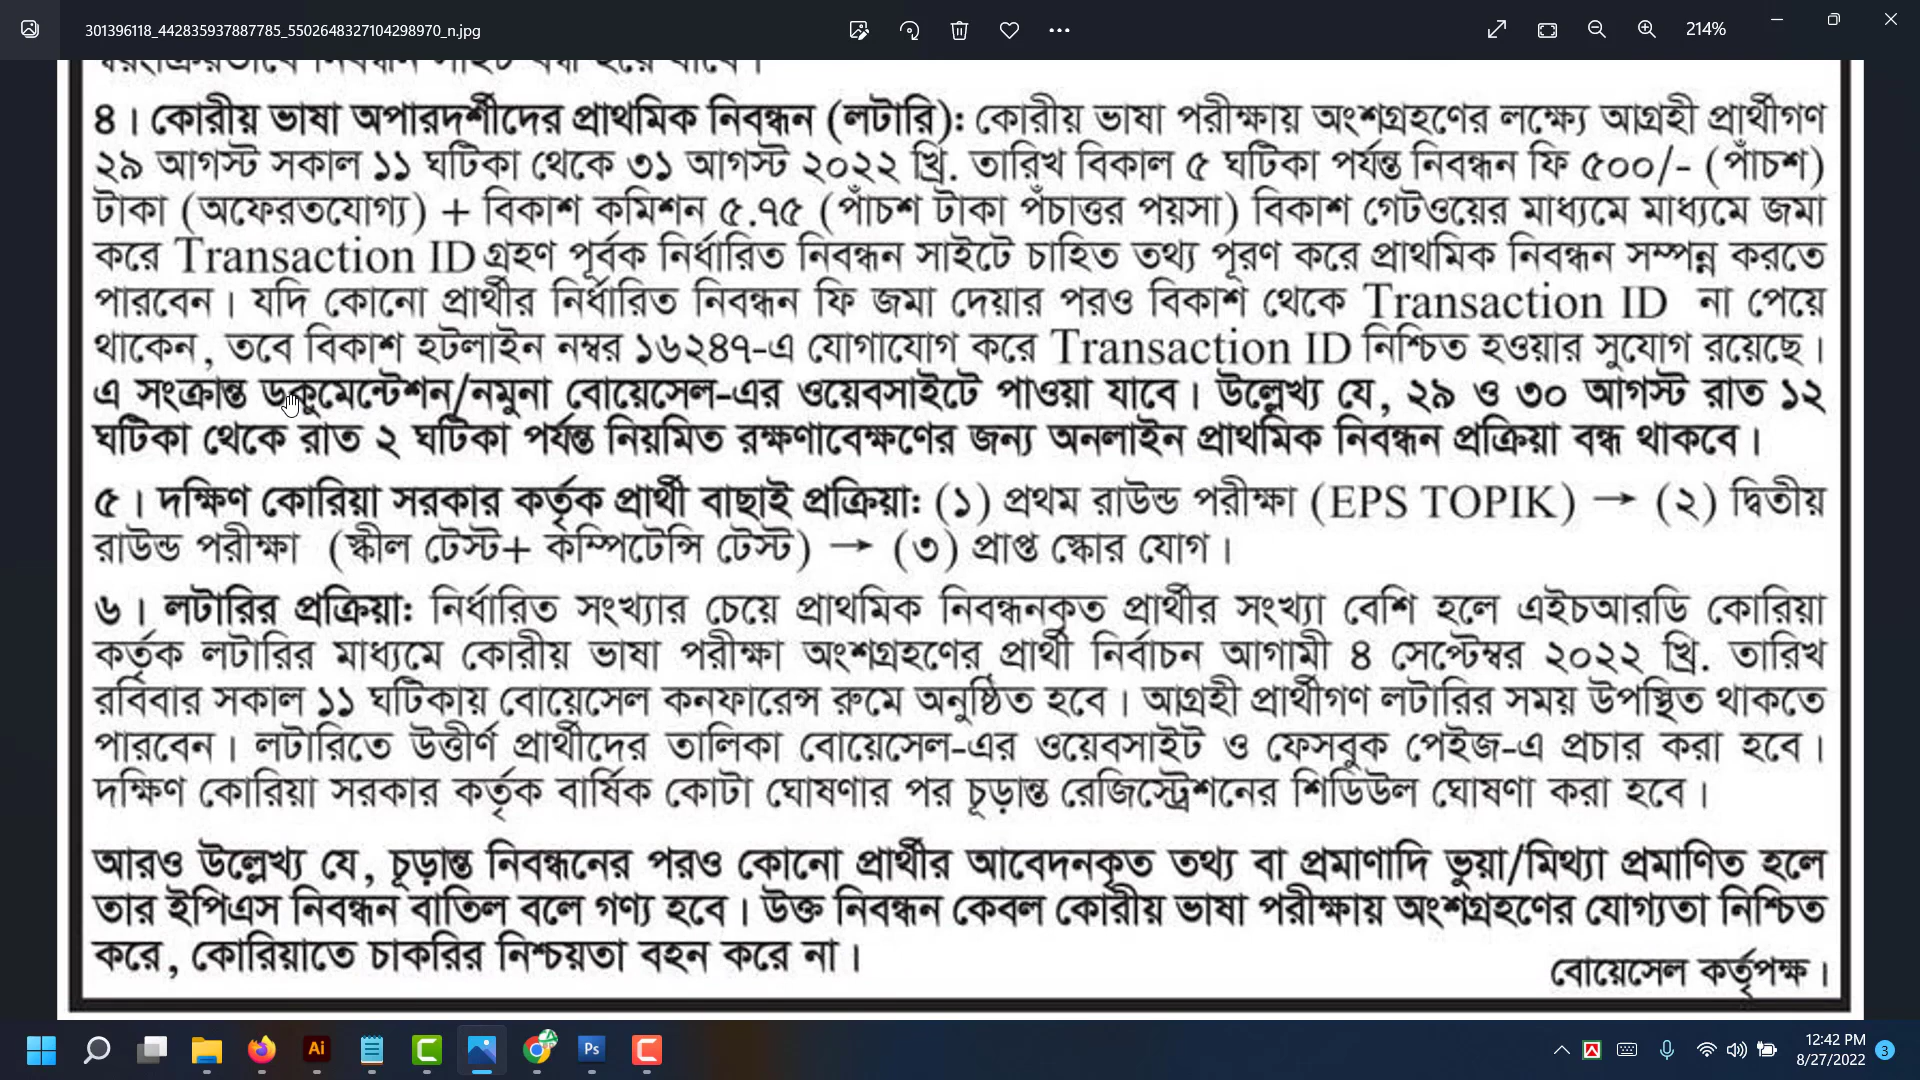 301396118_442835937887785_5502648327104298970_n.jpg
214%
৪। কোরীয় ভাষা অপারদর্শীদের প্রাথমিক নিবন্ধন (লটারি): কোরীয় ভাষা পরীক্ষায় অংশগ্রহণের লক্ষ্যে আগ্রহী প্রার্থীগণ
২৯ আগস্ট সকাল ১১ ঘটিকা থেকে ৩১ আগস্ট ২০২২ খ্রি. তারিখ বিকাল ৫ ঘটিকা পর্যন্ত নিবন্ধন ফি ৫০০/- (পাঁচশ)
টাকা (অফেরতযোগ্য) + বিকাশ কমিশন ৫.৭৫ (পাঁচশ টাকা পঁচাত্তর পয়সা) বিকাশ গেটওয়ের মাধ্যমে মাধ্যমে জমা
করে Transaction ID গ্রহণ পূর্বক নির্ধারিত নিবন্ধন সাইটে চাহিত তথ্য পূরণ করে প্রাথমিক নিবন্ধন সম্পন্ন করতে
পারবেন। যদি কোনো প্রার্থীর নির্ধারিত নিবন্ধন ফি জমা দেয়ার পরও বিকাশ থেকে Transaction ID না পেয়ে
থাকেন, তবে বিকাশ হটলাইন নম্বর ১৬২৪৭-এ যোগাযোগ করে Transaction ID নিশ্চিত হওয়ার সুযোগ রয়েছে।
এ সংক্রান্ত ডকুমেন্টেশন/নমুনা বোয়েসেল-এর ওয়েবসাইটে পাওয়া যাবে। উল্লেখ্য যে, ২৯ ও ৩০ আগস্ট রাত ১২
ঘটিকা থেকে রাত ২ ঘটিকা পর্যন্ত নিয়মিত রক্ষণাবেক্ষণের জন্য অনলাইন প্রাথমিক নিবন্ধন প্রক্রিয়া বন্ধ থাকবে।
৫। দক্ষিণ কোরিয়া সরকার কর্তৃক প্রার্থী বাছাই প্রক্রিয়া: (১) প্রথম রাউন্ড পরীক্ষা (EPS TOPIK) → (২) দ্বিতীয়
রাউন্ড পরীক্ষা (স্কীল টেস্ট+ কম্পিটেন্সি টেস্ট) → (৩) প্রাপ্ত স্কোর যোগ।
৬। লটারির প্রক্রিয়া: নির্ধারিত সংখ্যার চেয়ে প্রাথমিক নিবন্ধনকৃত প্রার্থীর সংখ্যা বেশি হলে এইচআরডি কোরিয়া
কর্তৃক লটারির মাধ্যমে কোরীয় ভাষা পরীক্ষা অংশগ্রহণের প্রার্থী নির্বাচন আগামী ৪ সেপ্টেম্বর ২০২২ খ্রি. তারিখ
রবিবার সকাল ১১ ঘটিকায় বোয়েসেল কনফারেন্স রুমে অনুষ্ঠিত হবে। আগ্রহী প্রার্থীগণ লটারির সময় উপস্থিত থাকতে
পারবেন। লটারিতে উত্তীর্ণ প্রার্থীদের তালিকা বোয়েসেল-এর ওয়েবসাইট ও ফেসবুক পেইজ-এ প্রচার করা হবে।
দক্ষিণ কোরিয়া সরকার কর্তৃক বার্ষিক কোটা ঘোষণার পর চূড়ান্ত রেজিস্ট্রেশনের শিডিউল ঘোষণা করা হবে।
আরও উল্লেখ্য যে, চূড়ান্ত নিবন্ধনের পরও কোনো প্রার্থীর আবেদনকৃত তথ্য বা প্রমাণাদি ভুয়া/মিথ্যা প্রমাণিত হলে
তার ইপিএস নিবন্ধন বাতিল বলে গণ্য হবে। উক্ত নিবন্ধন কেবল কোরীয় ভাষা পরীক্ষায় অংশগ্রহণের যোগ্যতা নিশ্চিত
করে, কোরিয়াতে চাকরির নিশ্চয়তা বহন করে না।
বোয়েসেল কর্তৃপক্ষ।
Ai
Ps
12:42 PM
8/27/2022
3